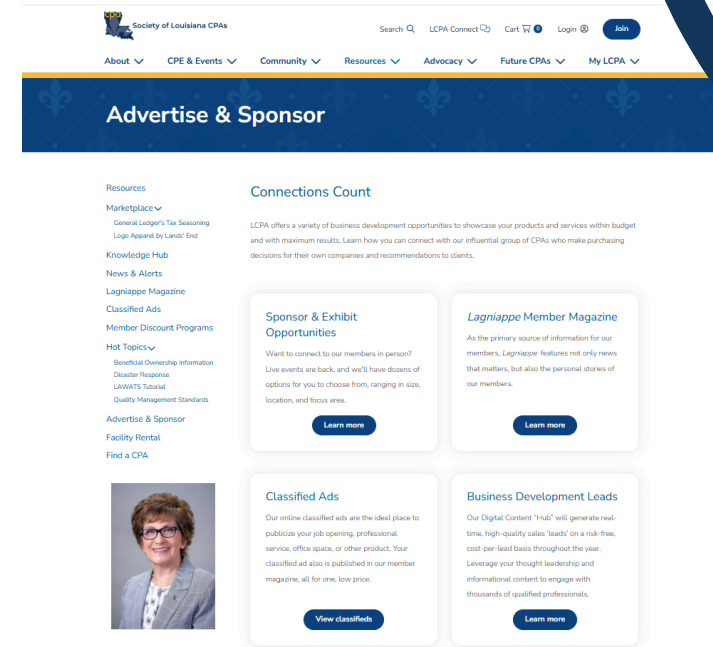 cpa
Society of Louisiana CPAs
Search LCPA Connect Cart 0 Login Join
About CPE & Events Community Resources Advocacy Future CPAs My LCPA
Advertise & Sponsor
Resources
Marketplace
General Ledger's Tax Seasoning
Logo Apparel by Lands' End
Knowledge Hub
News & Alerts
Lagniappe Magazine
Classified Ads
Member Discount Programs
Hot Topics
Beneficial Ownership Information
Disaster Response
LAWATS Tutorial
Quality Management Standards
Advertise & Sponsor
Facility Rental
Find a CPA
Connections Count
LCPA offers a variety of business development opportunities to showcase your products and services within budget
and with maximum results. Learn how you can connect with our influential group of CPAs who make purchasing
decisions for their own companies and recommendations to clients.
Sponsor & Exhibit
Opportunities
Want to connect to our members in person?
Live events are back, and we'll have dozens of
options for you to choose from, ranging in size,
location, and focus area.
Learn more
Lagniappe Member Magazine
As the primary source of information for our
members, Lagniappe features not only news
that matters, but also the personal stories of
our members.
Learn more
Classified Ads
Our online classified ads are the ideal place to
publicize your job opening, professional
service, office space, or other product. Your
classified ad also is published in our member
magazine, all for one, low price.
View classifieds
Business Development Leads
Our Digital Content "Hub" will generate real-
time, high-quality sales 'leads' on a risk-free,
cost-per-lead basis throughout the year.
Leverage your thought leadership and
informational content to engage with
thousands of qualified professionals.
Learn more